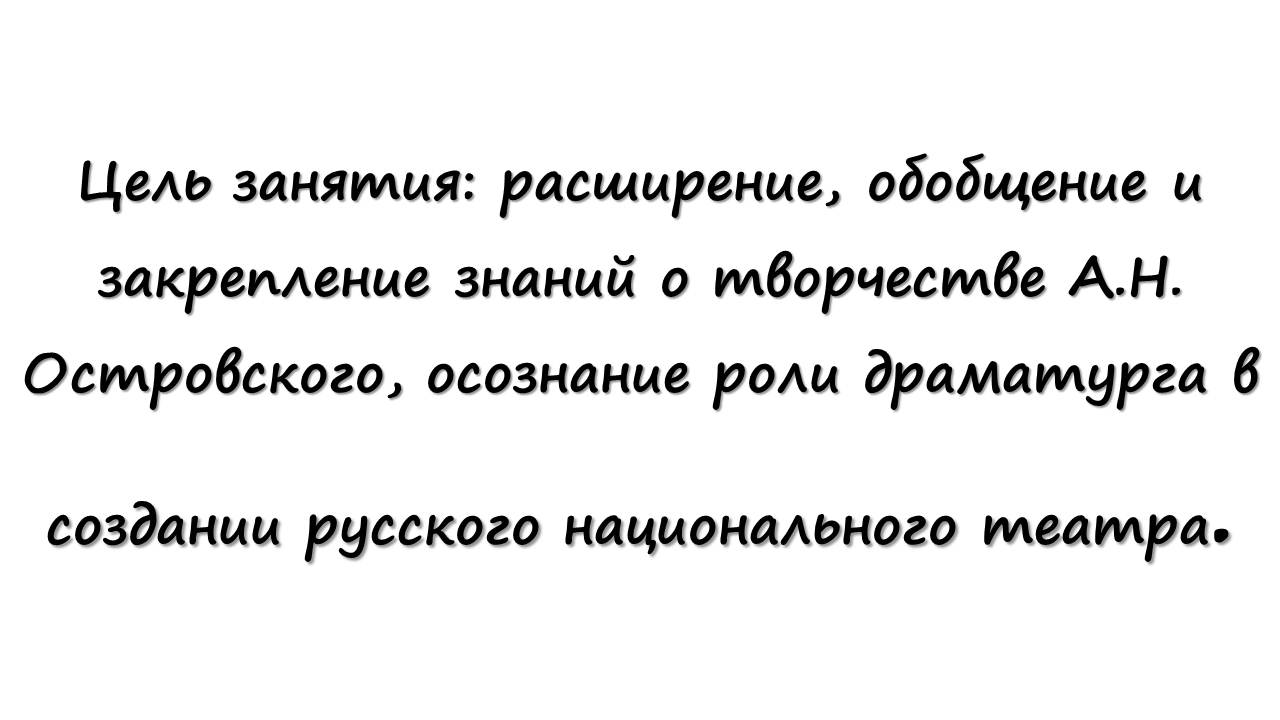 Цель занятия: расширение, обобщение и
закрепление знаний о творчестве А.Н.
Островского, осознание роли драматурга в
создании русского национального театра.